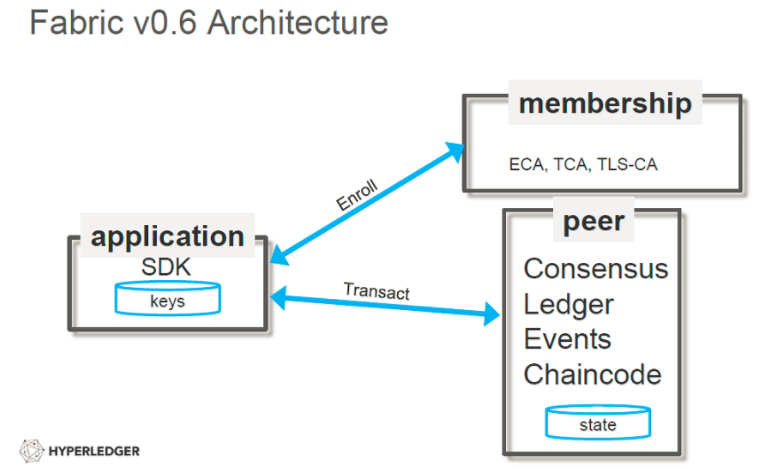 Fabric v0.6 Architecture
membership
ECA, TCA, TLS-CA
Enroll
application
SDK
keys
Transact
peer
Consensus
Ledger
Events
Chaincode
state
HYPERLEDGER